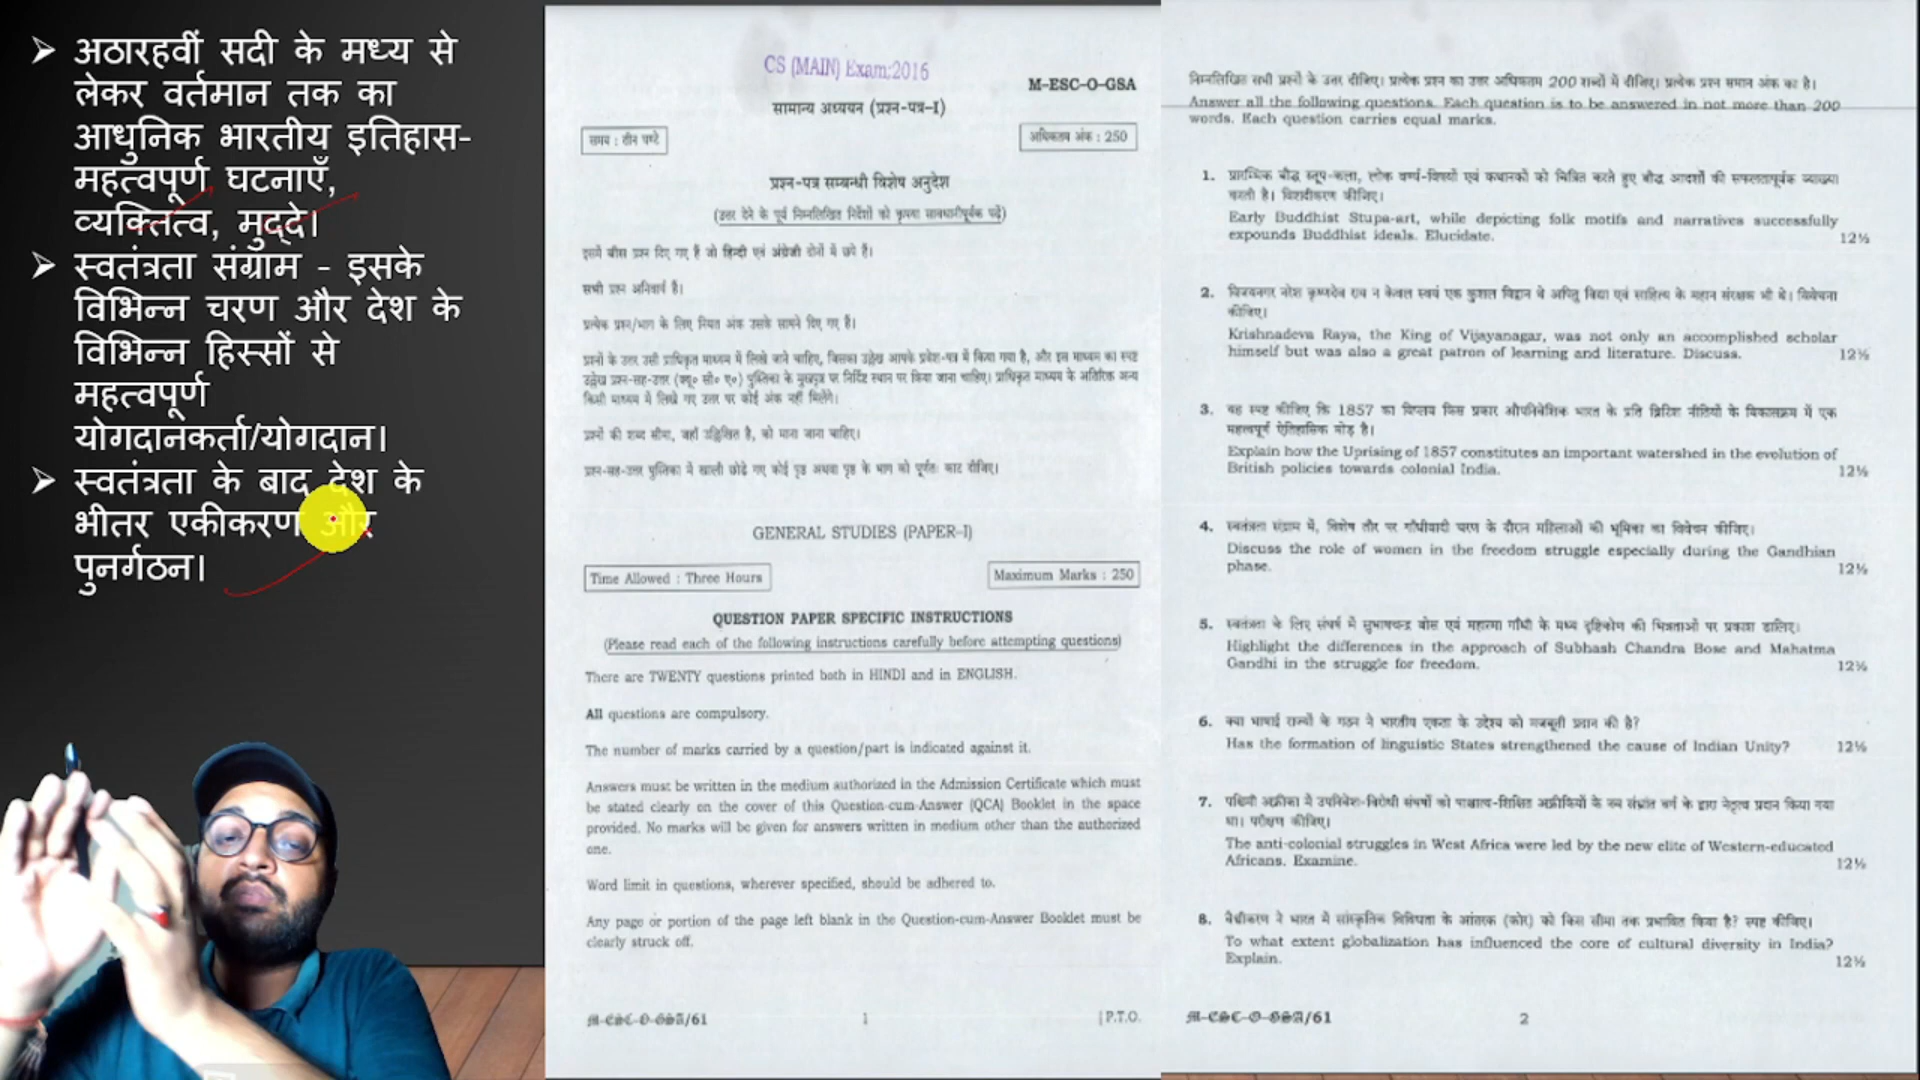 ➤ अठारहवीं सदी के मध्य से
लेकर वर्तमान तक का
आधुनिक भारतीय इतिहास-
महत्वपूर्ण घटनाएँ,
व्यक्तित्व, मुद्दे।
➤ स्वतंत्रता संग्राम - इसके
विभिन्न चरण और देश के
विभिन्न हिस्सों से
महत्वपूर्ण
योगदानकर्ता/योगदान।
➤ स्वतंत्रता के बाद देश के
भीतर एकीकरण और
पुनर्गठन।
CS (MAIN) Exam:2016
M-ESC-O-GSA
सामान्य अध्ययन (प्रश्न-पत्र-I)
समय : तीन घण्टे
अधिकतम अंक : 250
प्रश्न-पत्र सम्बन्धी विशेष अनुदेश
(उत्तर देने के पूर्व निम्नलिखित निर्देशों को कृपया सावधानीपूर्वक पढ़ें)
इसमें बीस प्रश्न दिए गए हैं जो हिन्दी एवं अंग्रेजी दोनों में छपे हैं।
सभी प्रश्न अनिवार्य हैं।
प्रत्येक प्रश्न/भाग के लिए नियत अंक उसके सामने दिए गए हैं।
प्रश्नों के उत्तर उसी प्राधिकृत माध्यम में लिखे जाने चाहिए, जिसका उल्लेख आपके प्रवेश-पत्र में किया गया है, और इस माध्यम का स्पष्ट
उल्लेख प्रश्न-सह-उत्तर (क्यू० सी० ए०) पुस्तिका के मुखपृष्ठ पर निर्दिष्ट स्थान पर किया जाना चाहिए। प्राधिकृत माध्यम के अतिरिक्त अन्य
किसी माध्यम में लिखे गए उत्तर पर कोई अंक नहीं मिलेंगे।
प्रश्नों की शब्द सीमा, जहाँ उल्लिखित है, को माना जाना चाहिए।
प्रश्न-सह-उत्तर पुस्तिका में खाली छोड़े गए कोई पृष्ठ अथवा पृष्ठ के भाग को पूर्णतः काट दीजिए।
GENERAL STUDIES (PAPER-I)
Time Allowed : Three Hours
Maximum Marks : 250
QUESTION PAPER SPECIFIC INSTRUCTIONS
(Please read each of the following instructions carefully before attempting questions)
There are TWENTY questions printed both in HINDI and in ENGLISH.
All questions are compulsory.
The number of marks carried by a question/part is indicated against it.
Answers must be written in the medium authorized in the Admission Certificate which must
be stated clearly on the cover of this Question-cum-Answer (QCA) Booklet in the space
provided. No marks will be given for answers written in medium other than the authorized
one.
Word limit in questions, wherever specified, should be adhered to.
Any page or portion of the page left blank in the Question-cum-Answer Booklet must be
clearly struck off.
M-ESC-O-GSA/61
1
[ P.T.O.
निम्नलिखित सभी प्रश्नों के उत्तर दीजिए। प्रत्येक प्रश्न का उत्तर अधिकतम 200 शब्दों में दीजिए। प्रत्येक प्रश्न समान अंक का है।
Answer all the following questions. Each question is to be answered in not more than 200
words. Each question carries equal marks.
1. प्रारम्भिक बौद्ध स्तूप-कला, लोक वर्ण्य-विषयों एवं कथानकों को चित्रित करते हुए बौद्ध आदर्शों की सफलतापूर्वक व्याख्या
करती है। विशदीकरण कीजिए।
Early Buddhist Stupa-art, while depicting folk motifs and narratives successfully
expounds Buddhist ideals. Elucidate. 12½
2. विजयनगर नरेश कृष्णदेव राय न केवल स्वयं एक कुशल विद्वान थे अपितु विद्या एवं साहित्य के महान संरक्षक भी थे। विवेचना
कीजिए।
Krishnadeva Raya, the King of Vijayanagar, was not only an accomplished scholar
himself but was also a great patron of learning and literature. Discuss. 12½
3. यह स्पष्ट कीजिए कि 1857 का विप्लव किस प्रकार औपनिवेशिक भारत के प्रति ब्रिटिश नीतियों के विकासक्रम में एक
महत्त्वपूर्ण ऐतिहासिक मोड़ है।
Explain how the Uprising of 1857 constitutes an important watershed in the evolution of
British policies towards colonial India. 12½
4. स्वतंत्रता संग्राम में, विशेष तौर पर गाँधीवादी चरण के दौरान महिलाओं की भूमिका का विवेचन कीजिए।
Discuss the role of women in the freedom struggle especially during the Gandhian
phase. 12½
5. स्वतंत्रता के लिए संघर्ष में सुभाषचन्द्र बोस एवं महात्मा गाँधी के मध्य दृष्टिकोण की भिन्नताओं पर प्रकाश डालिए।
Highlight the differences in the approach of Subhash Chandra Bose and Mahatma
Gandhi in the struggle for freedom. 12½
6. क्या भाषाई राज्यों के गठन ने भारतीय एकता के उद्देश्य को मजबूती प्रदान की है?
Has the formation of linguistic States strengthened the cause of Indian Unity? 12½
7. पश्चिमी अफ्रीका में उपनिवेश-विरोधी संघर्षों को पाश्चात्य-शिक्षित अफ्रीकियों के नव संभ्रांत वर्ग के द्वारा नेतृत्व प्रदान किया गया
था। परीक्षण कीजिए।
The anti-colonial struggles in West Africa were led by the new elite of Western-educated
Africans. Examine. 12½
8. वैश्वीकरण ने भारत में सांस्कृतिक विविधता के आंतरक (कोर) को किस सीमा तक प्रभावित किया है? स्पष्ट कीजिए।
To what extent globalization has influenced the core of cultural diversity in India?
Explain. 12½
M-ESC-O-GSA/61
2